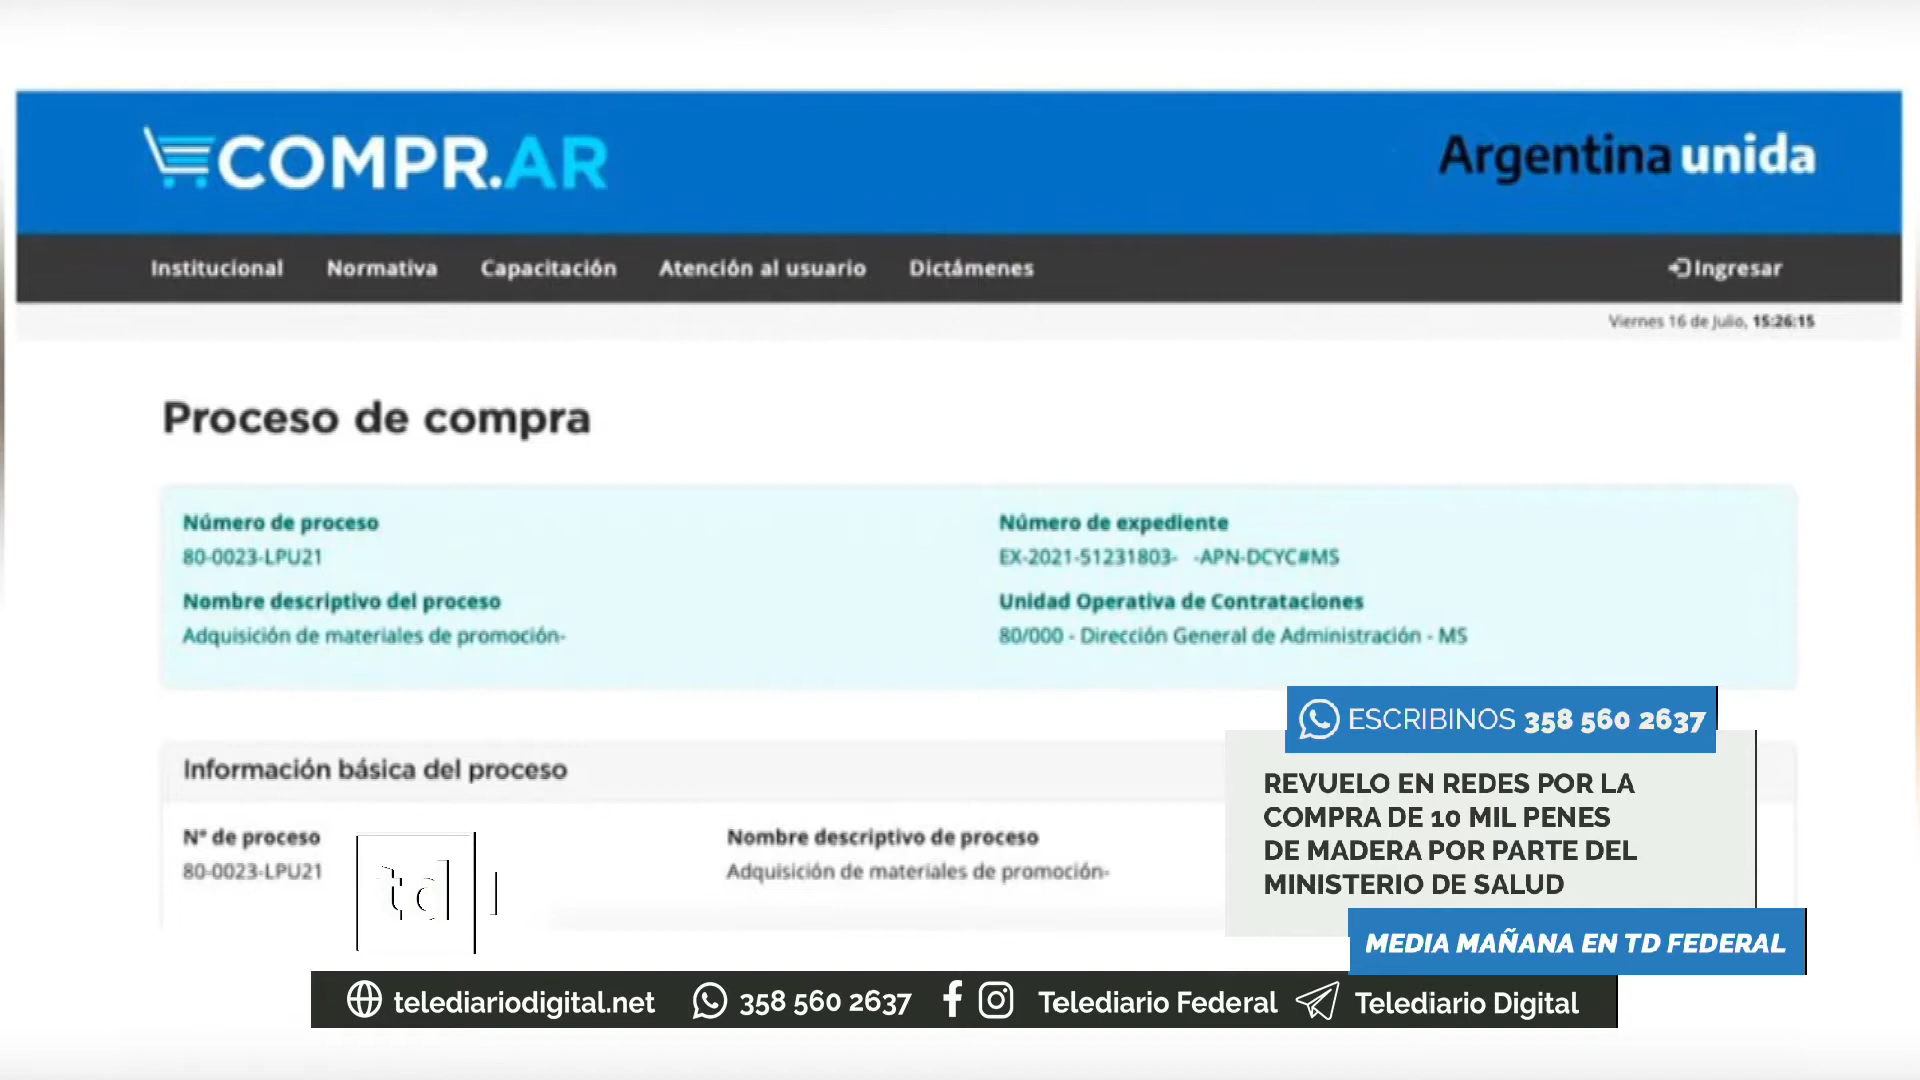 COMPR.AR
Argentina unida
Institucional Normativa Capacitación Atención al usuario Dictámenes Ingresar
Viernes 16 de Julio, 15:26:15
Proceso de compra
Número de proceso
80-0023-LPU21
Número de expediente
EX-2021-51231803- -APN-DCYC#MS
Nombre descriptivo del proceso
Adquisición de materiales de promoción-
Unidad Operativa de Contrataciones
80/000 - Dirección General de Administración - MS
Información básica del proceso
N° de proceso
80-0023-LPU21
Nombre descriptivo de proceso
Adquisición de materiales de promoción-
td
ESCRIBINOS 358 560 2637
REVUELO EN REDES POR LA
COMPRA DE 10 MIL PENES
DE MADERA POR PARTE DEL
MINISTERIO DE SALUD
MEDIA MAÑANA EN TD FEDERAL
telediariodigital.net 358 560 2637 Telediario Federal Telediario Digital